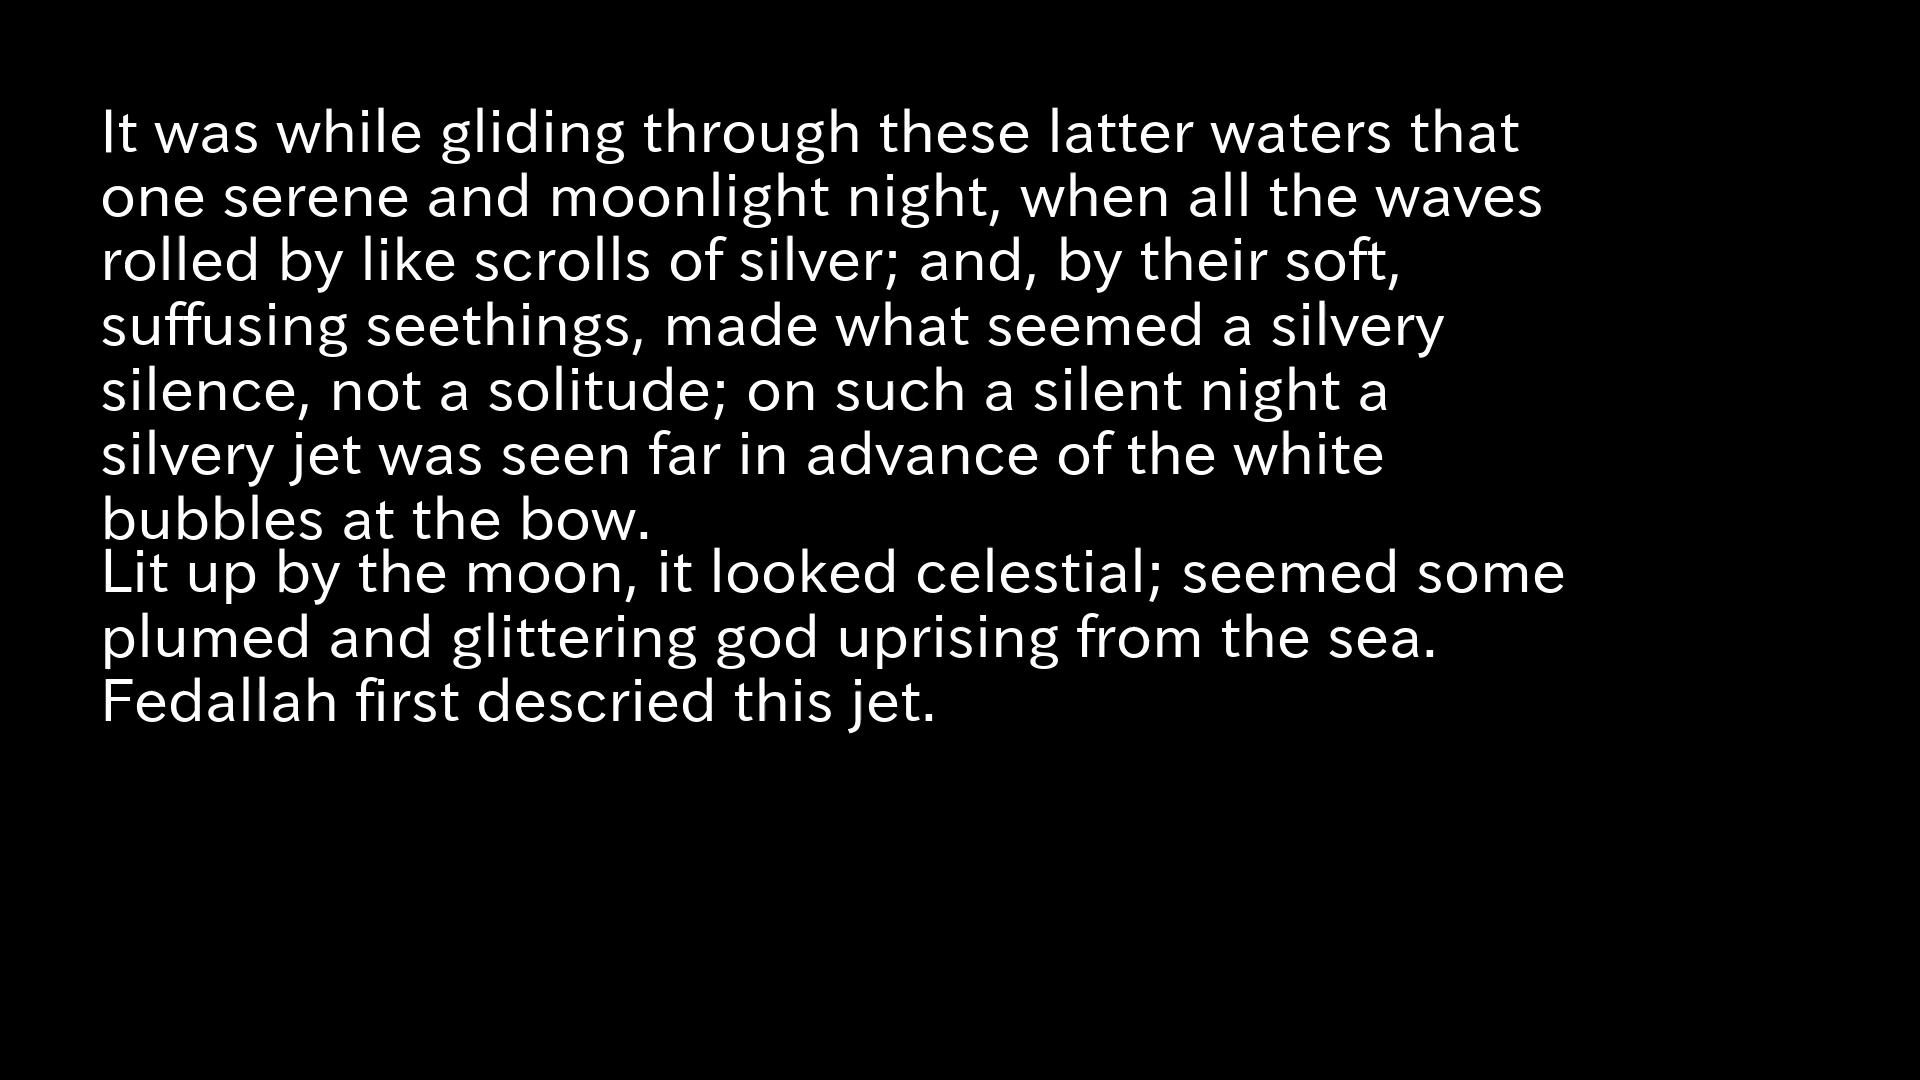 It was while gliding through these latter waters that
one serene and moonlight night, when all the waves
rolled by like scrolls of silver; and, by their soft,
suffusing seethings, made what seemed a silvery
silence, not a solitude; on such a silent night a
silvery jet was seen far in advance of the white
bubbles at the bow.
Lit up by the moon, it looked celestial; seemed some
plumed and glittering god uprising from the sea.
Fedallah first descried this jet.